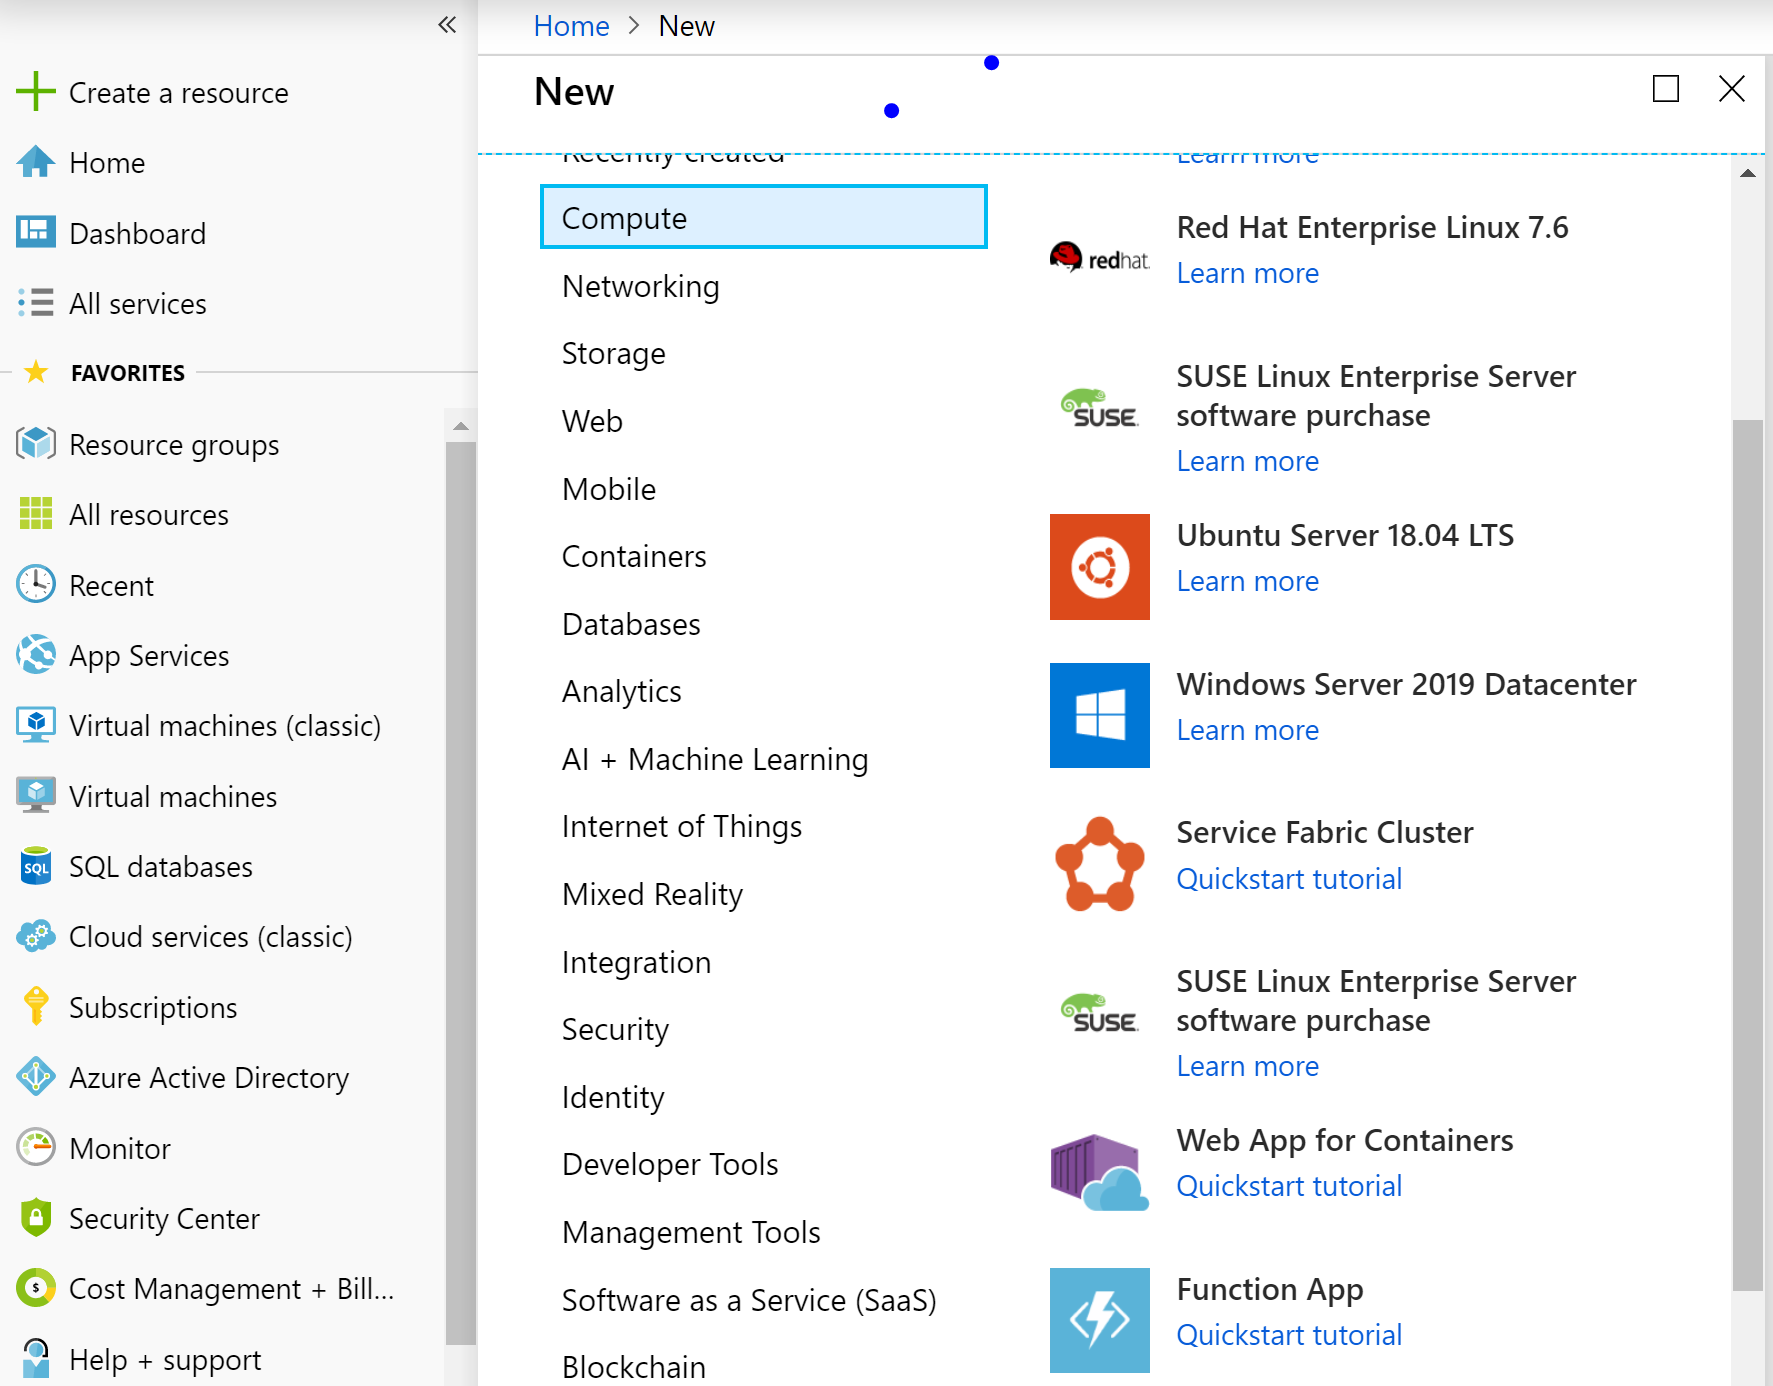 «
Create a resource
Home
Dashboard
All services
FAVORITES
Resource groups
All resources
Recent
App Services
Virtual machines (classic)
Virtual machines
SQL
SQL databases
Cloud services (classic)
Subscriptions
Azure Active Directory
Monitor
Security Center
$
Cost Management + Bill...
Help + support
Home > New
New
Recently created
Compute
Networking
Storage
Web
Mobile
Containers
Databases
Analytics
AI + Machine Learning
Internet of Things
Mixed Reality
Integration
Security
Identity
Developer Tools
Management Tools
Software as a Service (SaaS)
Blockchain
Learn more
redhat.
Red Hat Enterprise Linux 7.6
Learn more
SUSE.
SUSE Linux Enterprise Server
software purchase
Learn more
Ubuntu Server 18.04 LTS
Learn more
Windows Server 2019 Datacenter
Learn more
Service Fabric Cluster
Quickstart tutorial
SUSE.
SUSE Linux Enterprise Server
software purchase
Learn more
Web App for Containers
Quickstart tutorial
Function App
Quickstart tutorial